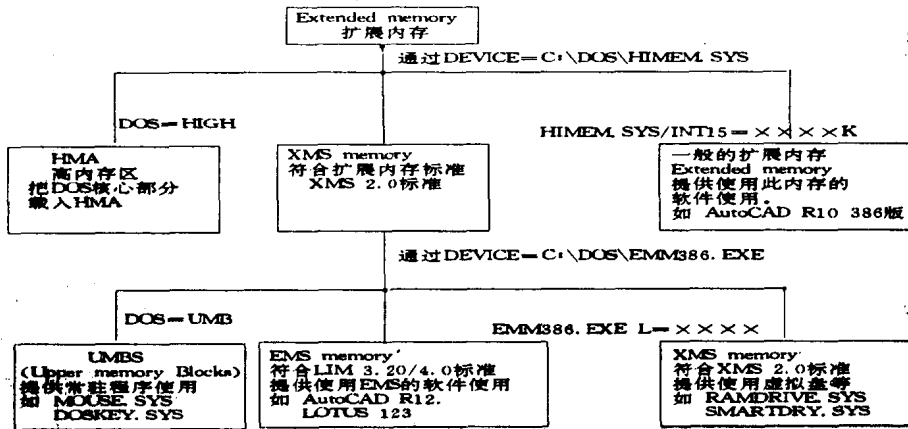 Extended memory
扩展内存
通过DEVICE=C:\DOS\HIMEM.SYS
DOS=HIGH
HIMEM.SYS/INT15=××××K
HMA
高内存区
把DOS核心部分
载入HMA
XMS memory
符合扩展内存标准
XMS 2.0标准
一般的扩展内存
Extended memory
提供使用此内存的
软件使用。
如 AutoCAD R10 386版
通过DEVICE=C:\DOS\EMM386.EXE
DOS=UMB
EMM386.EXE L=××××
UMBS
(Upper memory Blocks)
提供常驻程序使用
如 MOUSE.SYS
DOSKEY.SYS
EMS memory
符合LIM 3.20/4.0标准
提供使用EMS的软件使用
如 AutoCAD R12.
LOTUS 123
XMS memory
符合XMS 2.0标准
提供使用虚拟盘等
如 RAMDRIVE.SYS
SMARTDRY.SYS